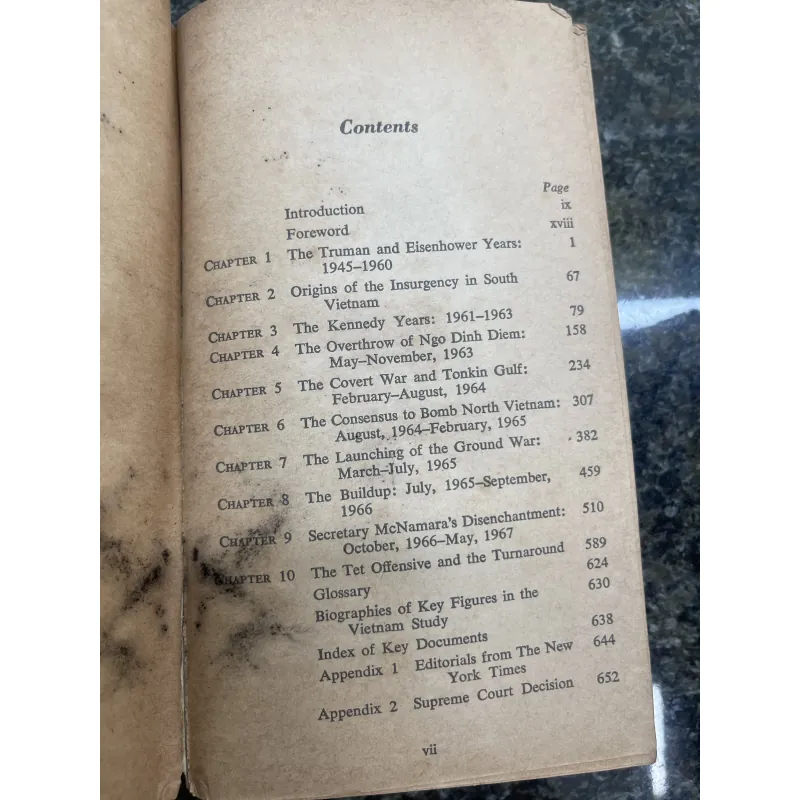 Contents
Page
Introduction ix
Foreword xviii
CHAPTER 1 The Truman and Eisenhower Years: 1
1945–1960
CHAPTER 2 Origins of the Insurgency in South 67
Vietnam
CHAPTER 3 The Kennedy Years: 1961–1963 79
CHAPTER 4 The Overthrow of Ngo Dinh Diem: 158
May–November, 1963
CHAPTER 5 The Covert War and Tonkin Gulf: 234
February–August, 1964
CHAPTER 6 The Consensus to Bomb North Vietnam: 307
August, 1964–February, 1965
CHAPTER 7 The Launching of the Ground War: 382
March–July, 1965
CHAPTER 8 The Buildup: July, 1965–September, 459
1966
CHAPTER 9 Secretary McNamara's Disenchantment: 510
October, 1966–May, 1967
CHAPTER 10 The Tet Offensive and the Turnaround 589
Glossary 624
Biographies of Key Figures in the 630
Vietnam Study
Index of Key Documents 638
Appendix 1 Editorials from The New 644
York Times
Appendix 2 Supreme Court Decision 652
vii